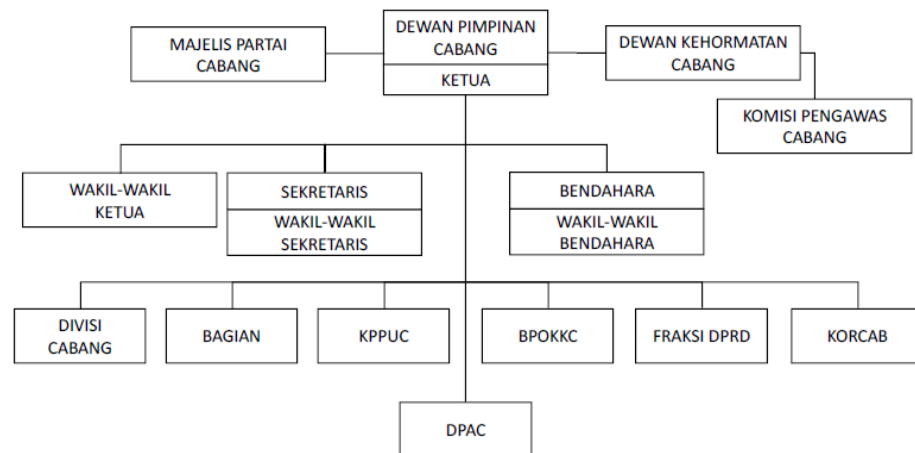 DEWAN PIMPINAN
CABANG
KETUA
MAJELIS PARTAI
CABANG
DEWAN KEHORMATAN
CABANG
KOMISI PENGAWAS
CABANG
WAKIL-WAKIL
KETUA
SEKRETARIS
WAKIL-WAKIL
SEKRETARIS
BENDAHARA
WAKIL-WAKIL
BENDAHARA
DIVISI
CABANG
BAGIAN
KPPUC
BPOKKC
FRAKSI DPRD
KORCAB
DPAC